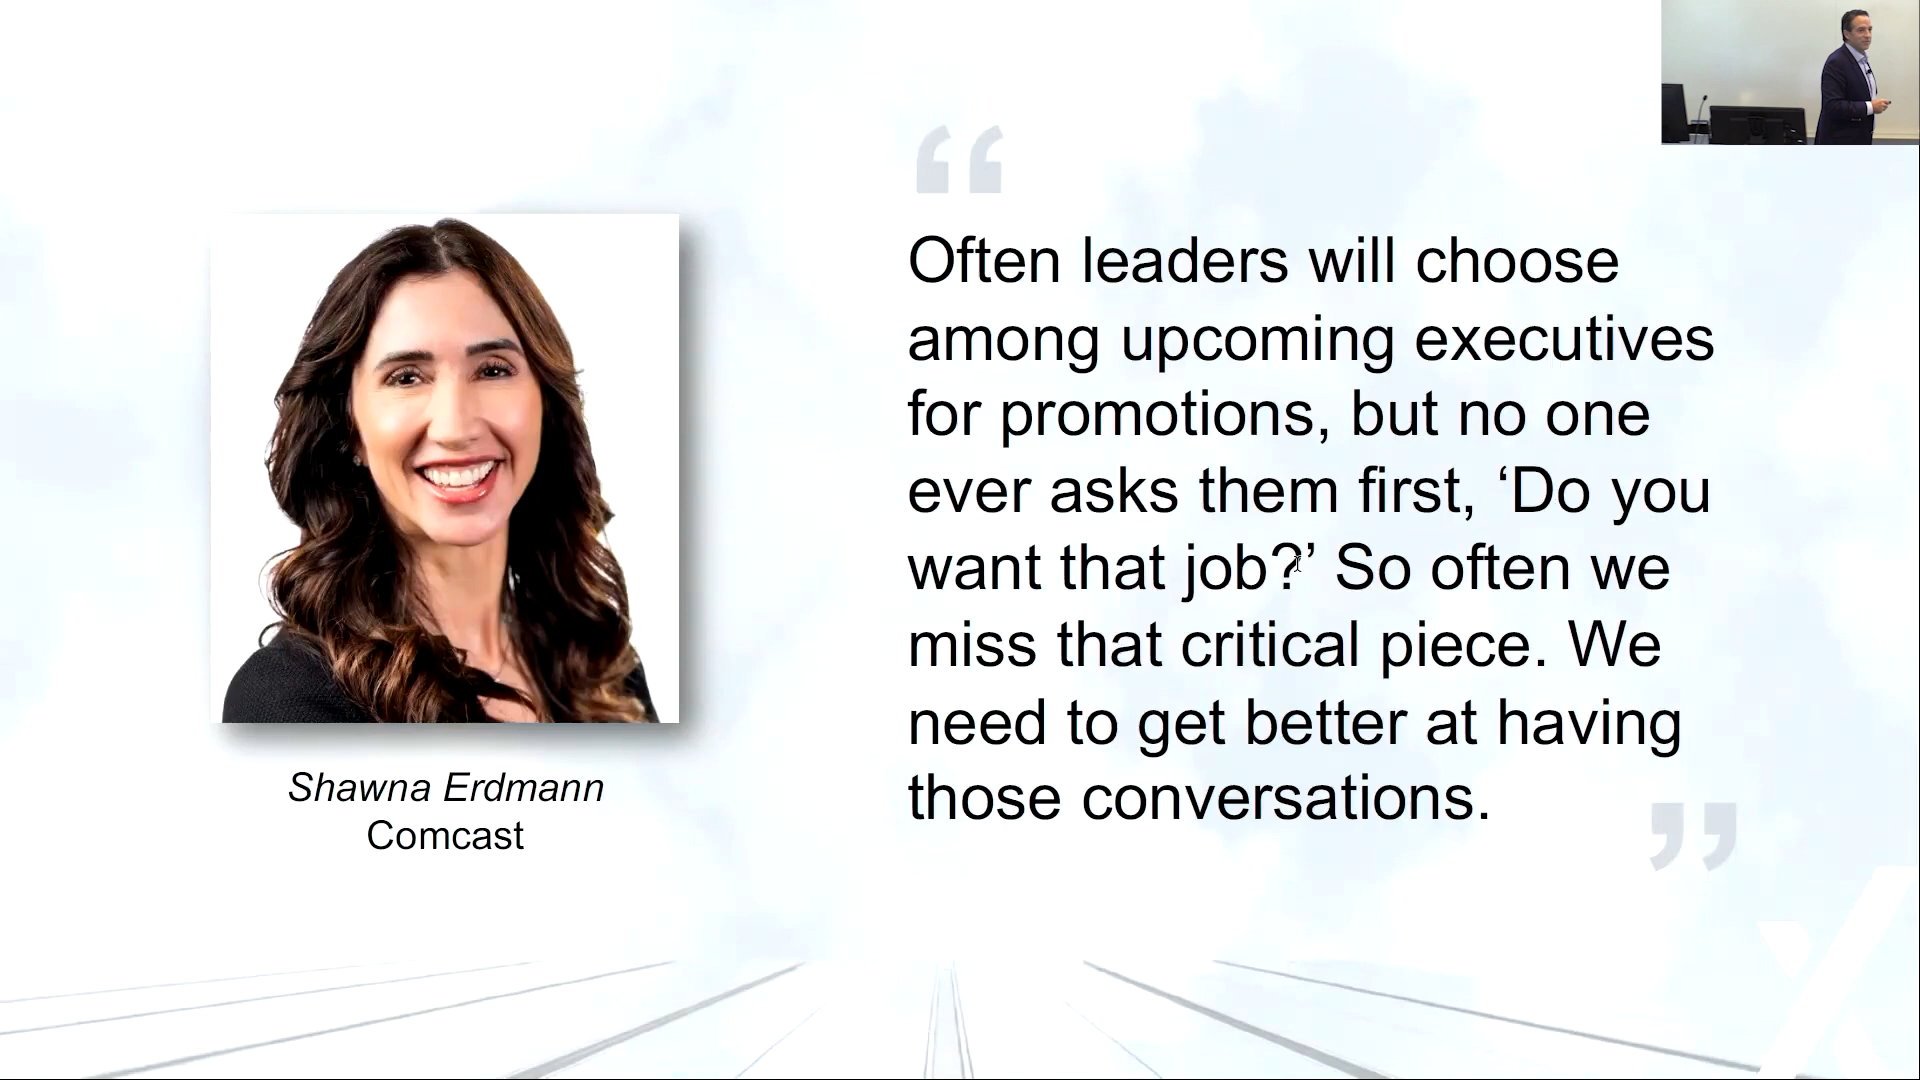 “
Often leaders will choose
among upcoming executives
for promotions, but no one
ever asks them first, ‘Do you
want that job?’ So often we
miss that critical piece. We
need to get better at having
those conversations.
”
Shawna Erdmann
Comcast